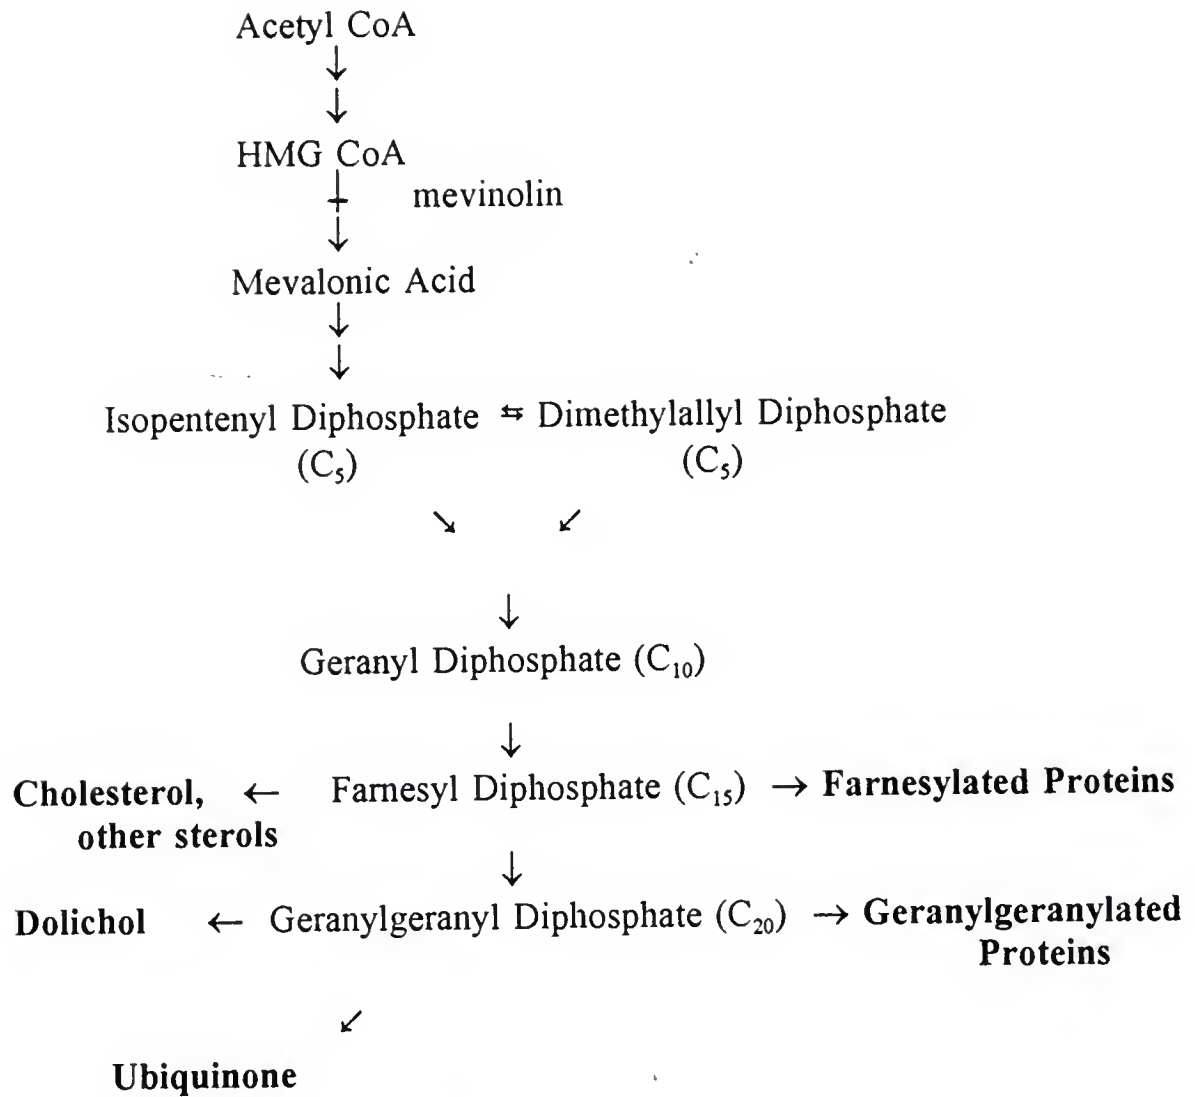 Acetyl CoA
↓
↓
HMG CoA
mevinolin
↓
Mevalonic Acid
↓
↓
Isopentenyl Diphosphate ⇆ Dimethylallyl Diphosphate
(C₅) (C₅)
↘ ↙
↓
Geranyl Diphosphate (C₁₀)
↓
Cholesterol, ← Farnesyl Diphosphate (C₁₅) → Farnesylated Proteins
other sterols
↓
Dolichol ← Geranylgeranyl Diphosphate (C₂₀) → Geranylgeranylated
Proteins
↙
Ubiquinone